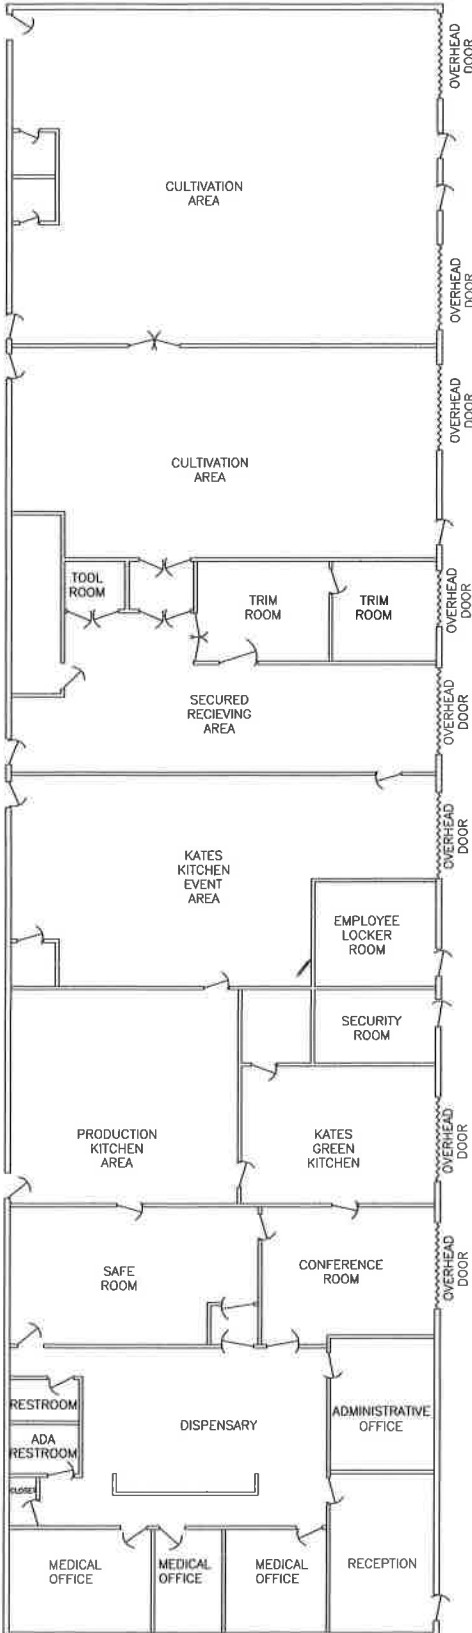 OVERHEAD
DOOR
CULTIVATION
AREA
OVERHEAD
DOOR
OVERHEAD
DOOR
CULTIVATION
AREA
TOOL
ROOM
TRIM
ROOM
TRIM
ROOM
OVERHEAD
DOOR
SECURED
RECIEVING
AREA
OVERHEAD
DOOR
OVERHEAD
DOOR
KATES
KITCHEN
EVENT
AREA
EMPLOYEE
LOCKER
ROOM
SECURITY
ROOM
PRODUCTION
KITCHEN
AREA
KATES
GREEN
KITCHEN
OVERHEAD
DOOR
SAFE
ROOM
CONFERENCE
ROOM
OVERHEAD
DOOR
RESTROOM
ADA
RESTROOM
CLOSET
DISPENSARY
ADMINISTRATIVE
OFFICE
MEDICAL
OFFICE
MEDICAL
OFFICE
MEDICAL
OFFICE
RECEPTION